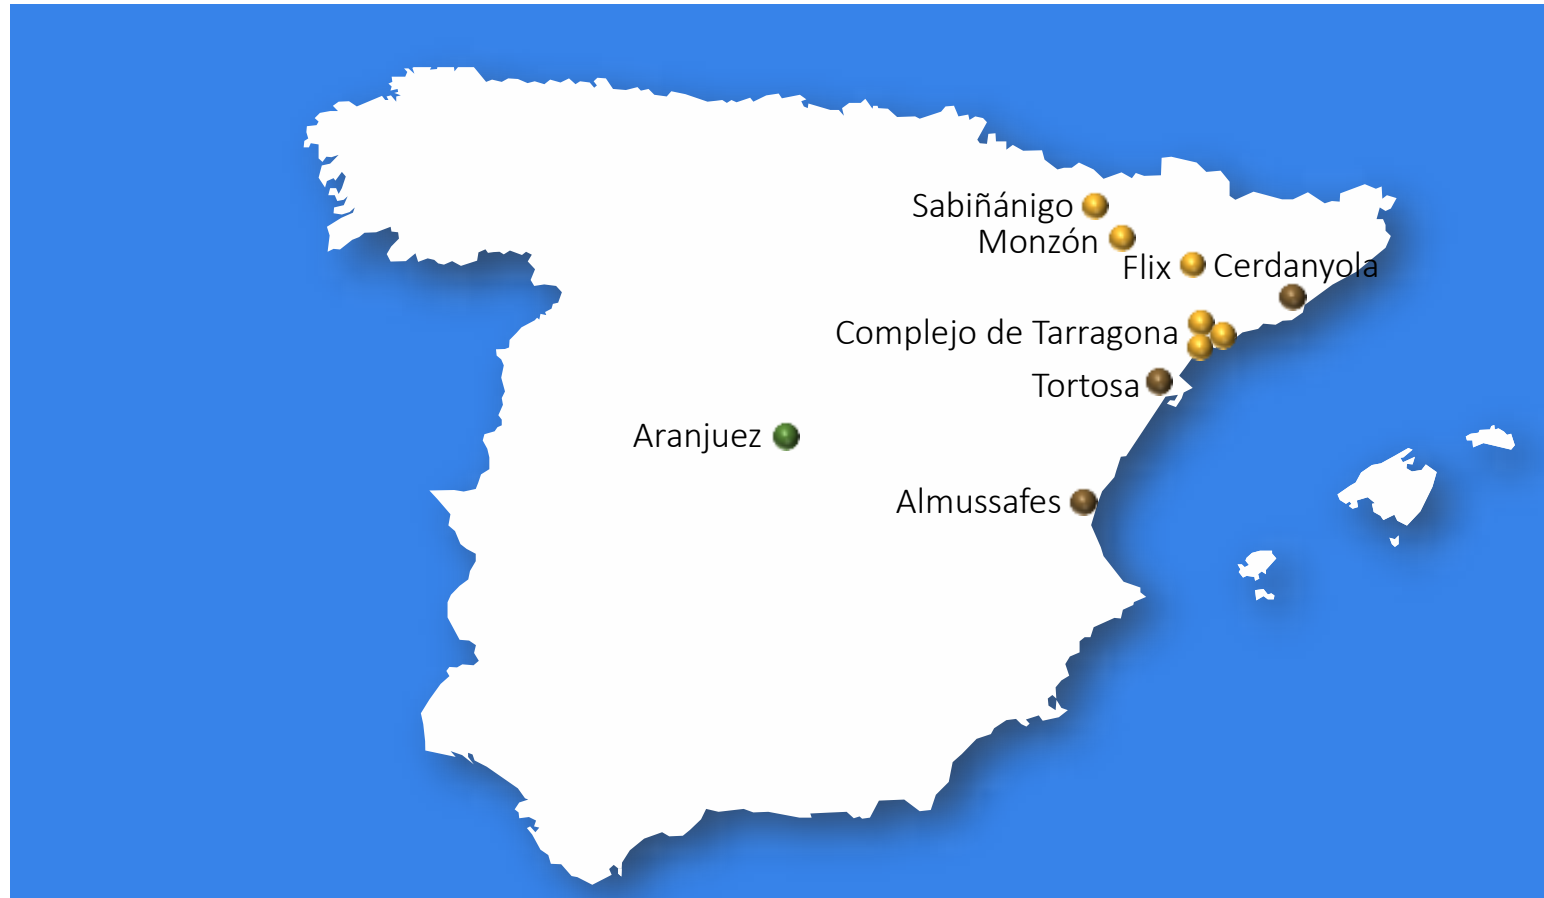 Sabiñánigo
Monzón
Flix
Cerdanyola
Complejo de Tarragona
Tortosa
Aranjuez
Almussafes